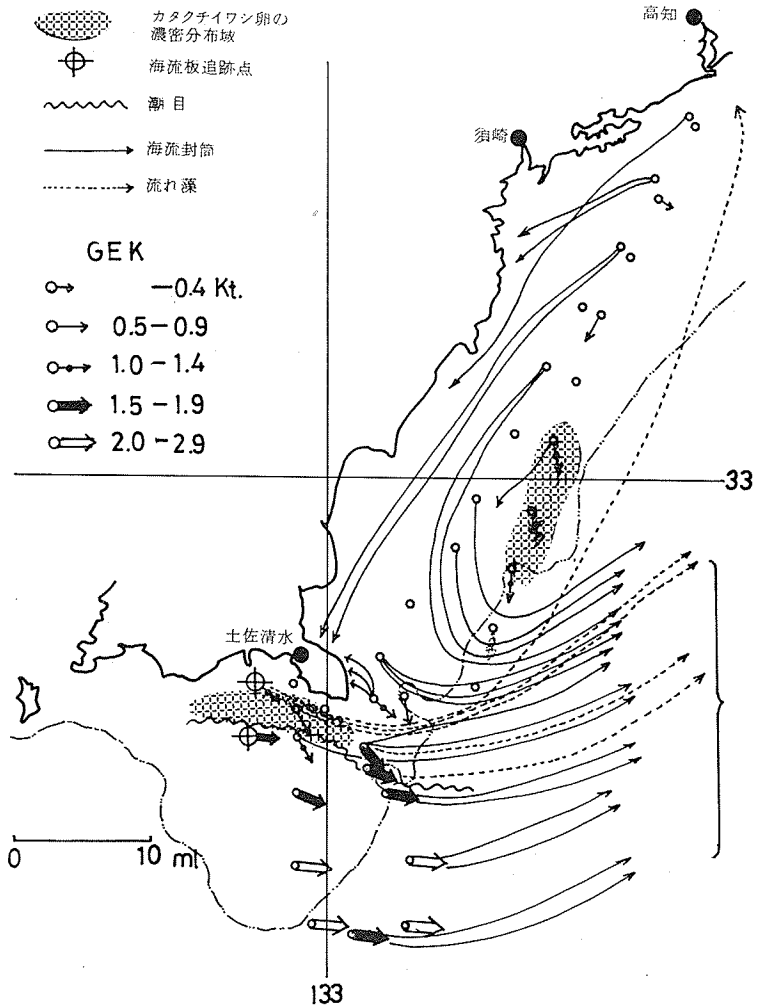 カタクチイワシ卵の
濃密分布域
海流板追跡点
潮目
海流封筒
流れ藻
GEK
—0.4 Kt.
0.5—0.9
1.0—1.4
1.5—1.9
2.0—2.9
高知
須崎
33
土佐清水
0 10 ml
133